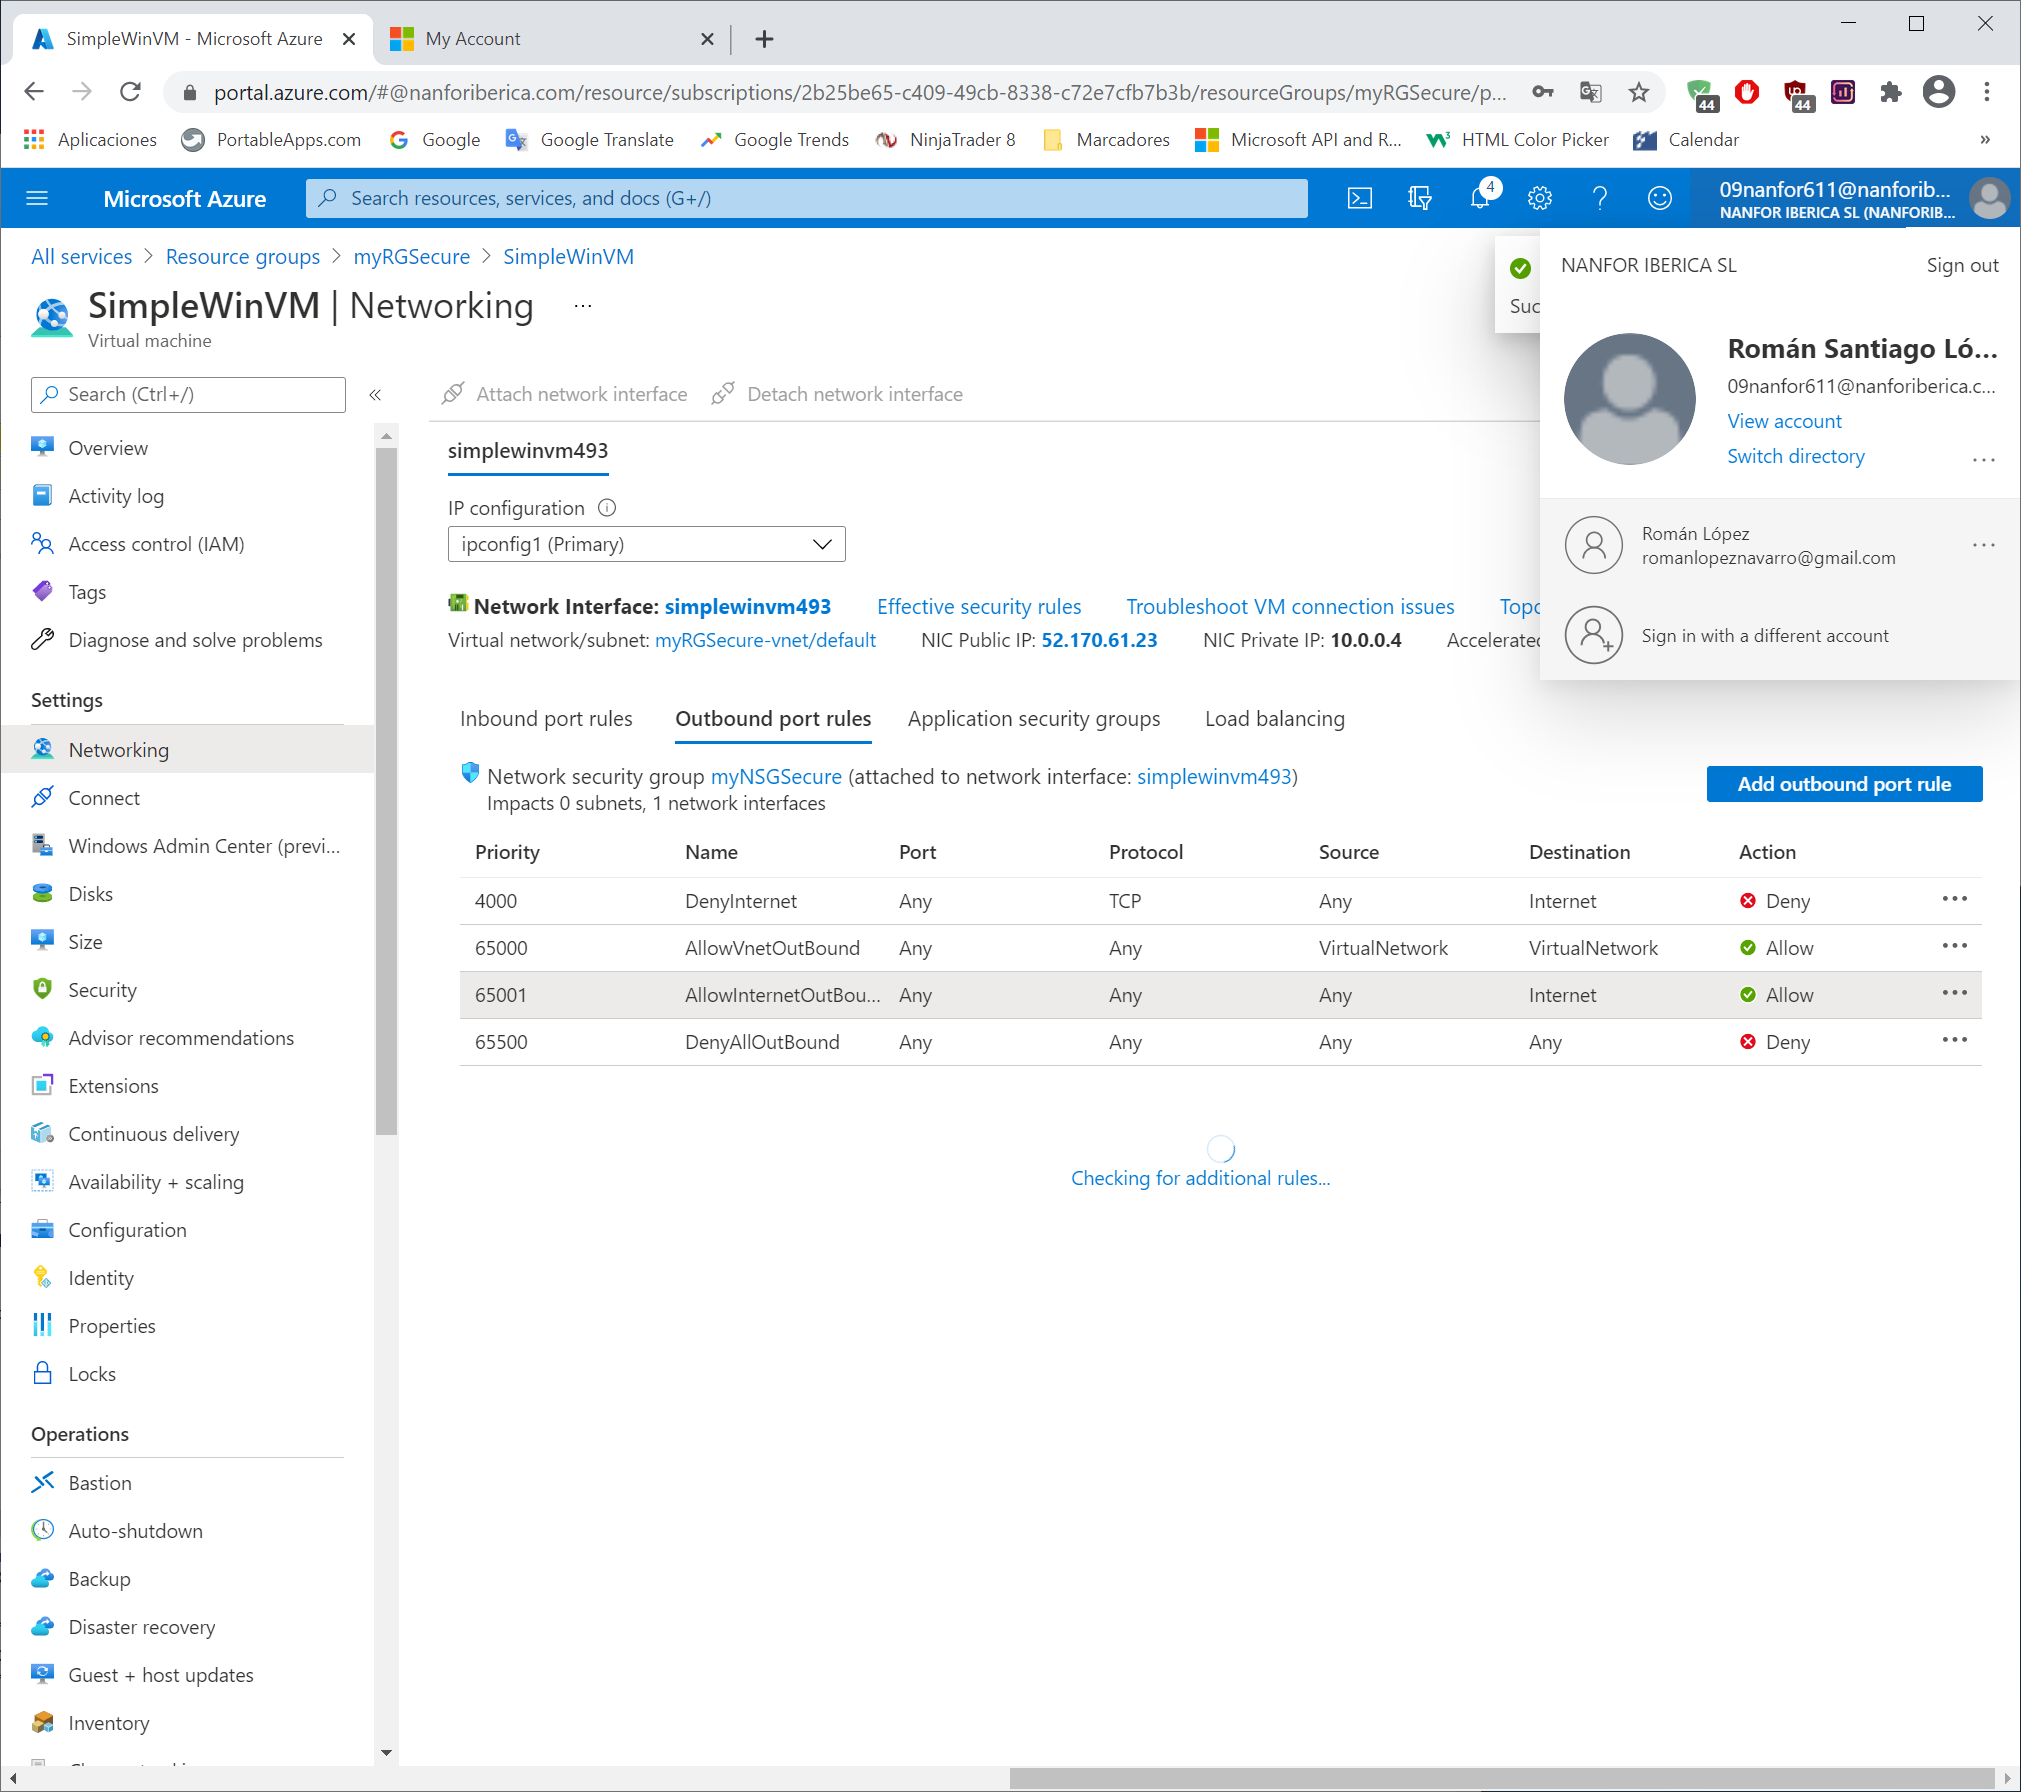 SimpleWinVM - Microsoft Azure
My Account
portal.azure.com/#@nanforiberica.com/resource/subscriptions/2b25be65-c409-49cb-8338-c72e7cfb7b3b/resourceGroups/myRGSecure/p...
44
44
Aplicaciones
PortableApps.com
Google
Google Translate
Google Trends
NinjaTrader 8
Marcadores
Microsoft API and R...
HTML Color Picker
Calendar
»
Microsoft Azure
Search resources, services, and docs (G+/)
4
09nanfor611@nanforib...
NANFOR IBERICA SL (NANFORIB...
All services > Resource groups > myRGSecure > SimpleWinVM
SimpleWinVM | Networking ...
Virtual machine
Suc
NANFOR IBERICA SL
Sign out
Román Santiago Ló...
09nanfor611@nanforiberica.c...
View account
Switch directory
Román López
romanlopeznavarro@gmail.com
Sign in with a different account
Search (Ctrl+/)
«
Overview
Activity log
Access control (IAM)
Tags
Diagnose and solve problems
Settings
Networking
Connect
Windows Admin Center (previ...
Disks
Size
Security
Advisor recommendations
Extensions
Continuous delivery
Availability + scaling
Configuration
Identity
Properties
Locks
Operations
Bastion
Auto-shutdown
Backup
Disaster recovery
Guest + host updates
Inventory
Attach network interface
Detach network interface
simplewinvm493
IP configuration
ipconfig1 (Primary)
Network Interface: simplewinvm493 Effective security rules Troubleshoot VM connection issues Topo
Virtual network/subnet: myRGSecure-vnet/default NIC Public IP: 52.170.61.23 NIC Private IP: 10.0.0.4 Accelerated
Inbound port rules
Outbound port rules
Application security groups
Load balancing
Network security group myNSGSecure (attached to network interface: simplewinvm493)
Impacts 0 subnets, 1 network interfaces
Add outbound port rule
Priority Name Port Protocol Source Destination Action
4000 DenyInternet Any TCP Any Internet Deny
65000 AllowVnetOutBound Any Any VirtualNetwork VirtualNetwork Allow
65001 AllowInternetOutBou... Any Any Any Internet Allow
65500 DenyAllOutBound Any Any Any Any Deny
Checking for additional rules...